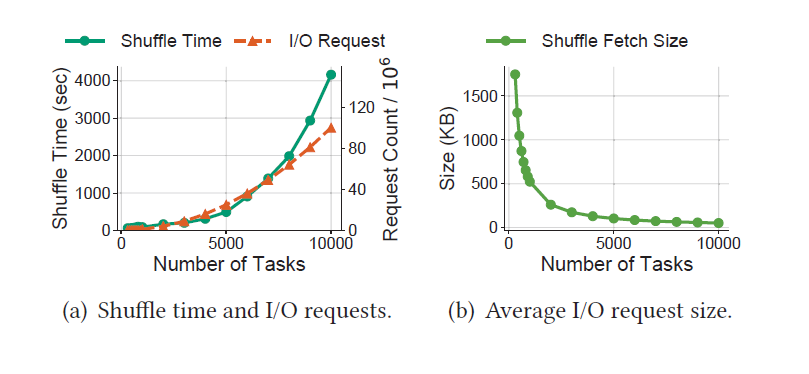 Shuffle Time I/O Request
Shuffle Time (sec)
4000
3000
2000
1000
0
0 5000 10000
Number of Tasks
120
80
40
0
Request Count / 10^6
(a) Shuffle time and I/O requests.
Shuffle Fetch Size
Size (KB)
1500
1000
500
0
0 5000 10000
Number of Tasks
(b) Average I/O request size.